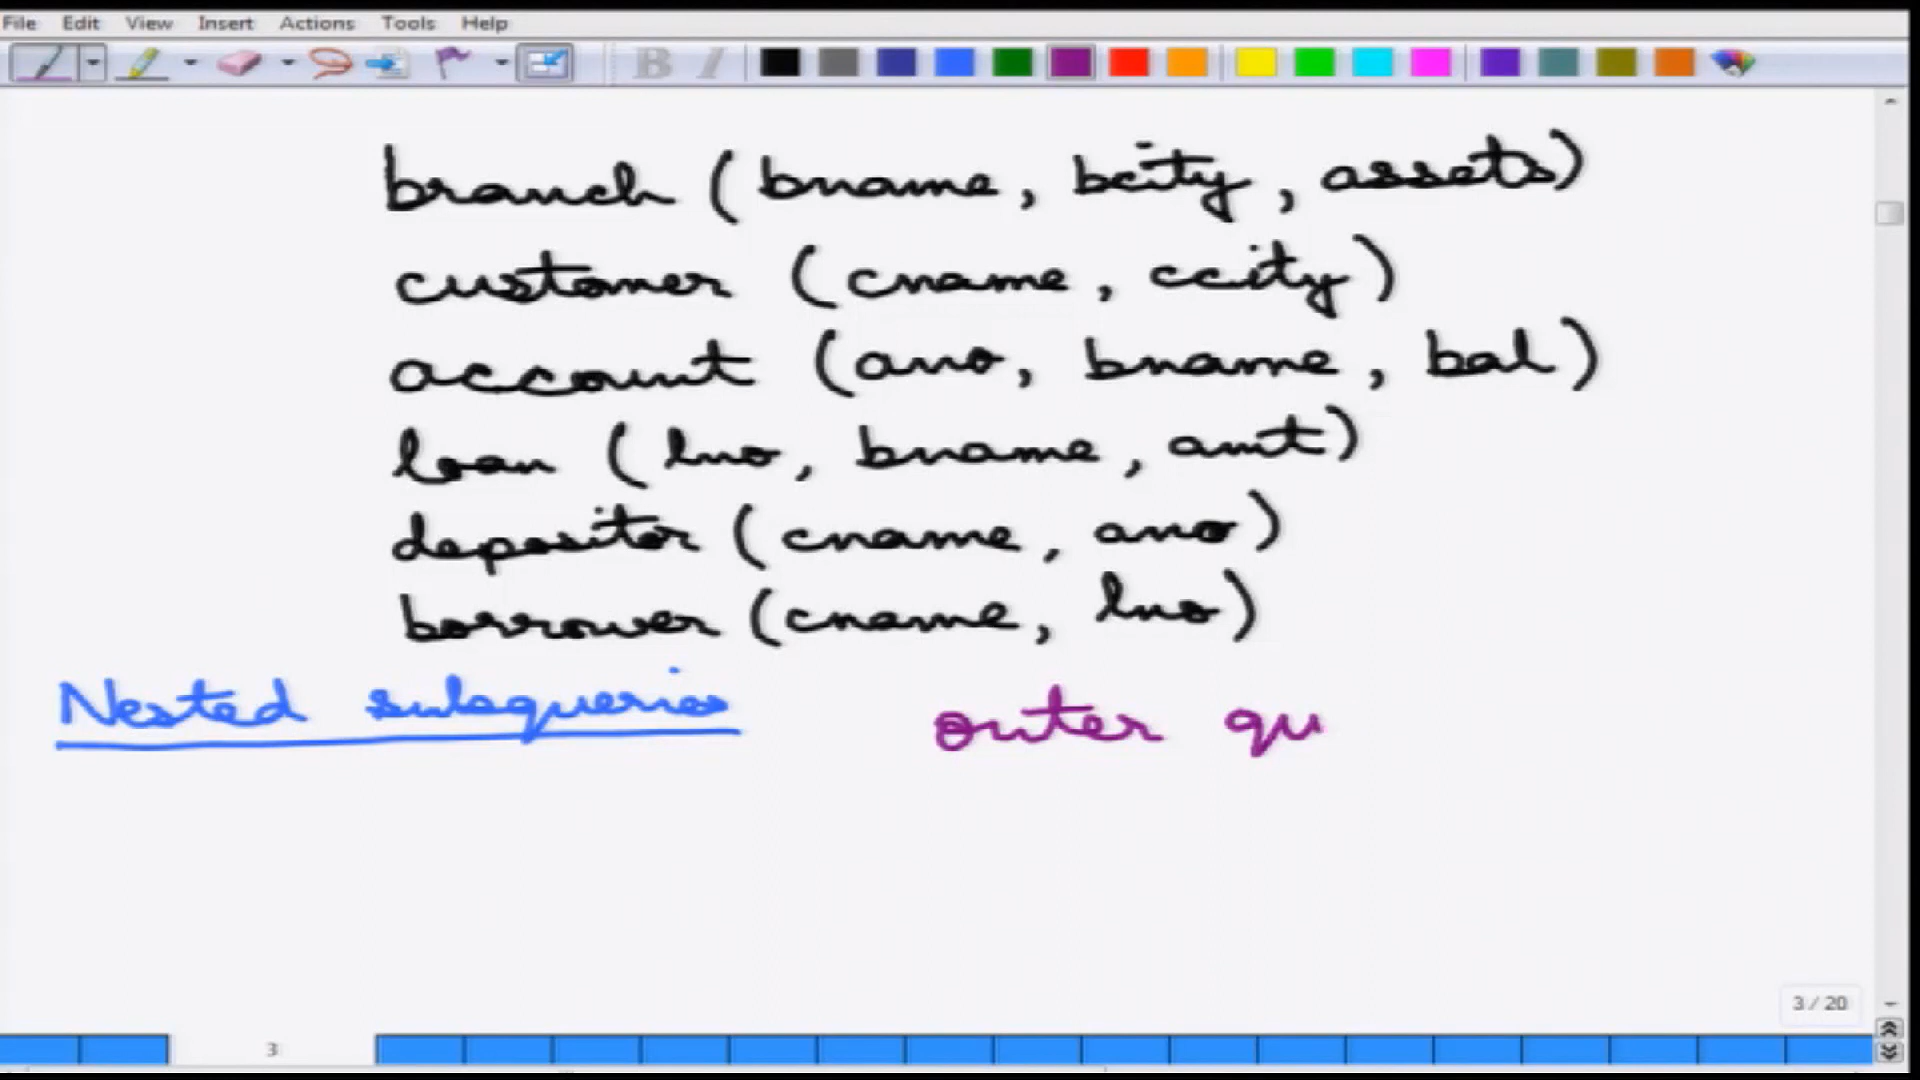 File Edit View Insert Actions Tools Help
B I
branch (bname, bcity, assets)
customer (cname, ccity)
account (ano, bname, bal)
loan (lno, bname, amt)
depositor (cname, ano)
borrower (cname, lno)
Nested subqueries outer qu
3 / 20
3